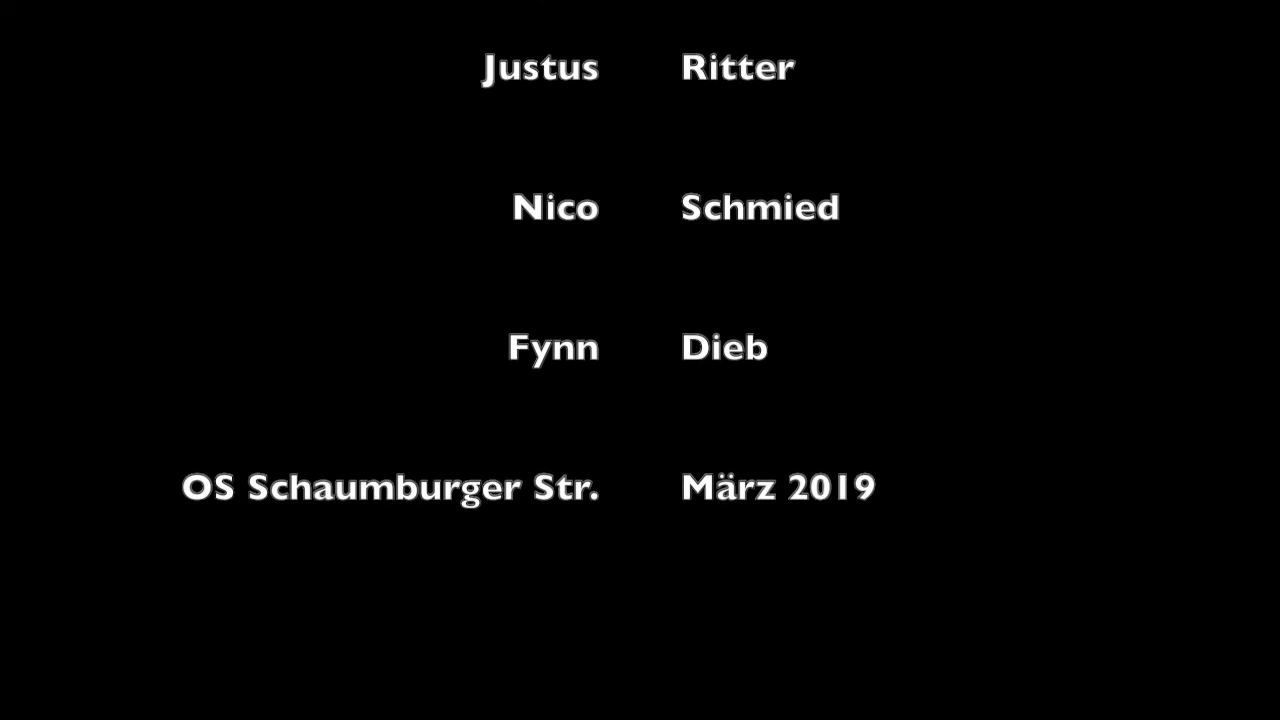 Justus Ritter
Nico Schmied
Fynn Dieb
OS Schaumburger Str. März 2019